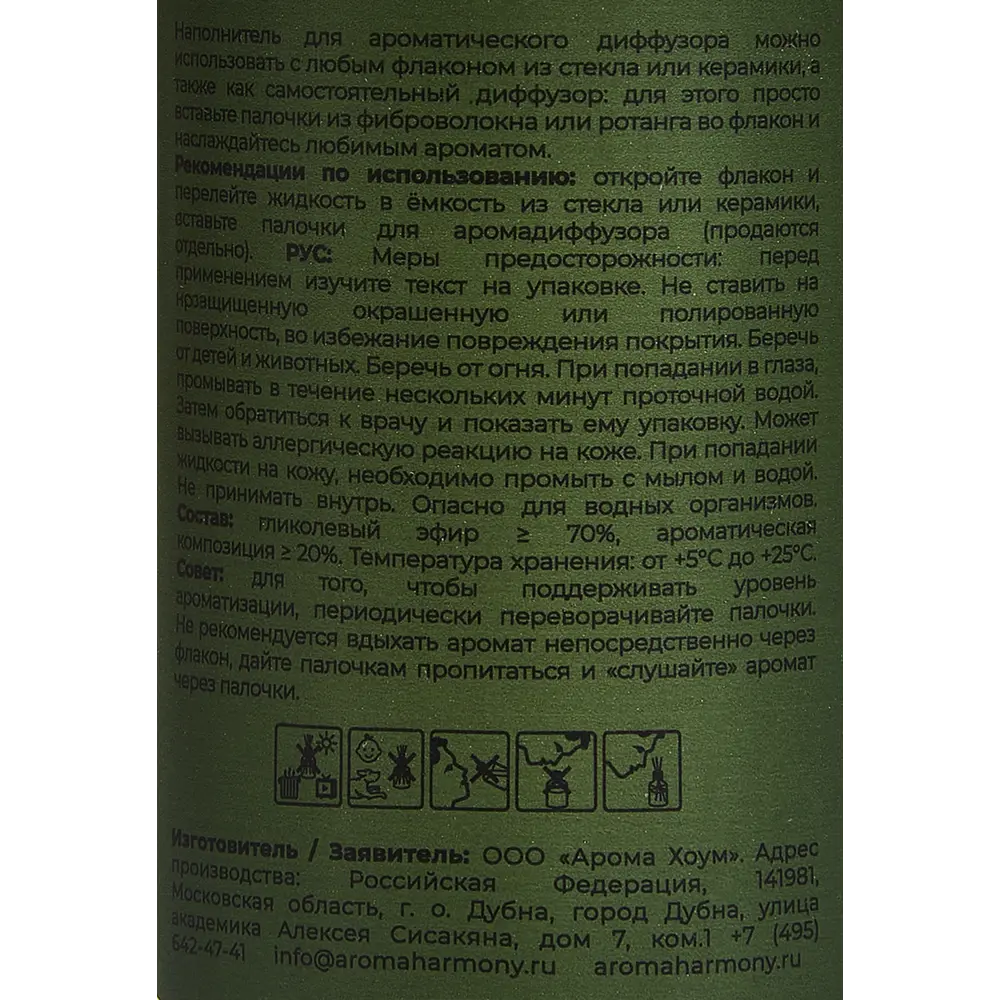 Наполнитель для ароматического диффузора можно
использовать с любым флаконом из стекла или керамики, а
также как самостоятельный диффузор: для этого просто
вставьте палочки из фиброволокна или ротанга во флакон и
наслаждайтесь любимым ароматом.
Рекомендации по использованию: откройте флакон и
перелейте жидкость в ёмкость из стекла или керамики,
вставьте палочки для аромадиффузора (продаются
отдельно). РУС: Меры предосторожности: перед
применением изучите текст на упаковке. Не ставить на
нрзащищенную окрашенную или полированную
поверхность, во избежание повреждения покрытия. Беречь
от детей и животных. Беречь от огня. При попадании в глаза,
промывать в течение нескольких минут проточной водой.
Затем обратиться к врачу и показать ему упаковку. Может
вызывать аллергическую реакцию на коже. При попадании
жидкости на кожу, необходимо промыть с мылом и водой.
Не принимать внутрь. Опасно для водных организмов.
Состав: гликолевый эфир ≥ 70%, ароматическая
композиция ≥ 20%. Температура хранения: от +5°C до +25°C.
Совет: для того, чтобы поддерживать уровень
ароматизации, периодически переворачивайте палочки.
Не рекомендуется вдыхать аромат непосредственно через
флакон, дайте палочкам пропитаться и «слушайте» аромат
через палочки.
Изготовитель / Заявитель: ООО «Арома Хоум». Адрес
производства: Российская Федерация, 141981,
Московская область, г. о. Дубна, город Дубна, улица
академика Алексея Сисакяна, дом 7, ком.1 +7 (495)
642-47-41 info@aromaharmony.ru aromaharmony.ru